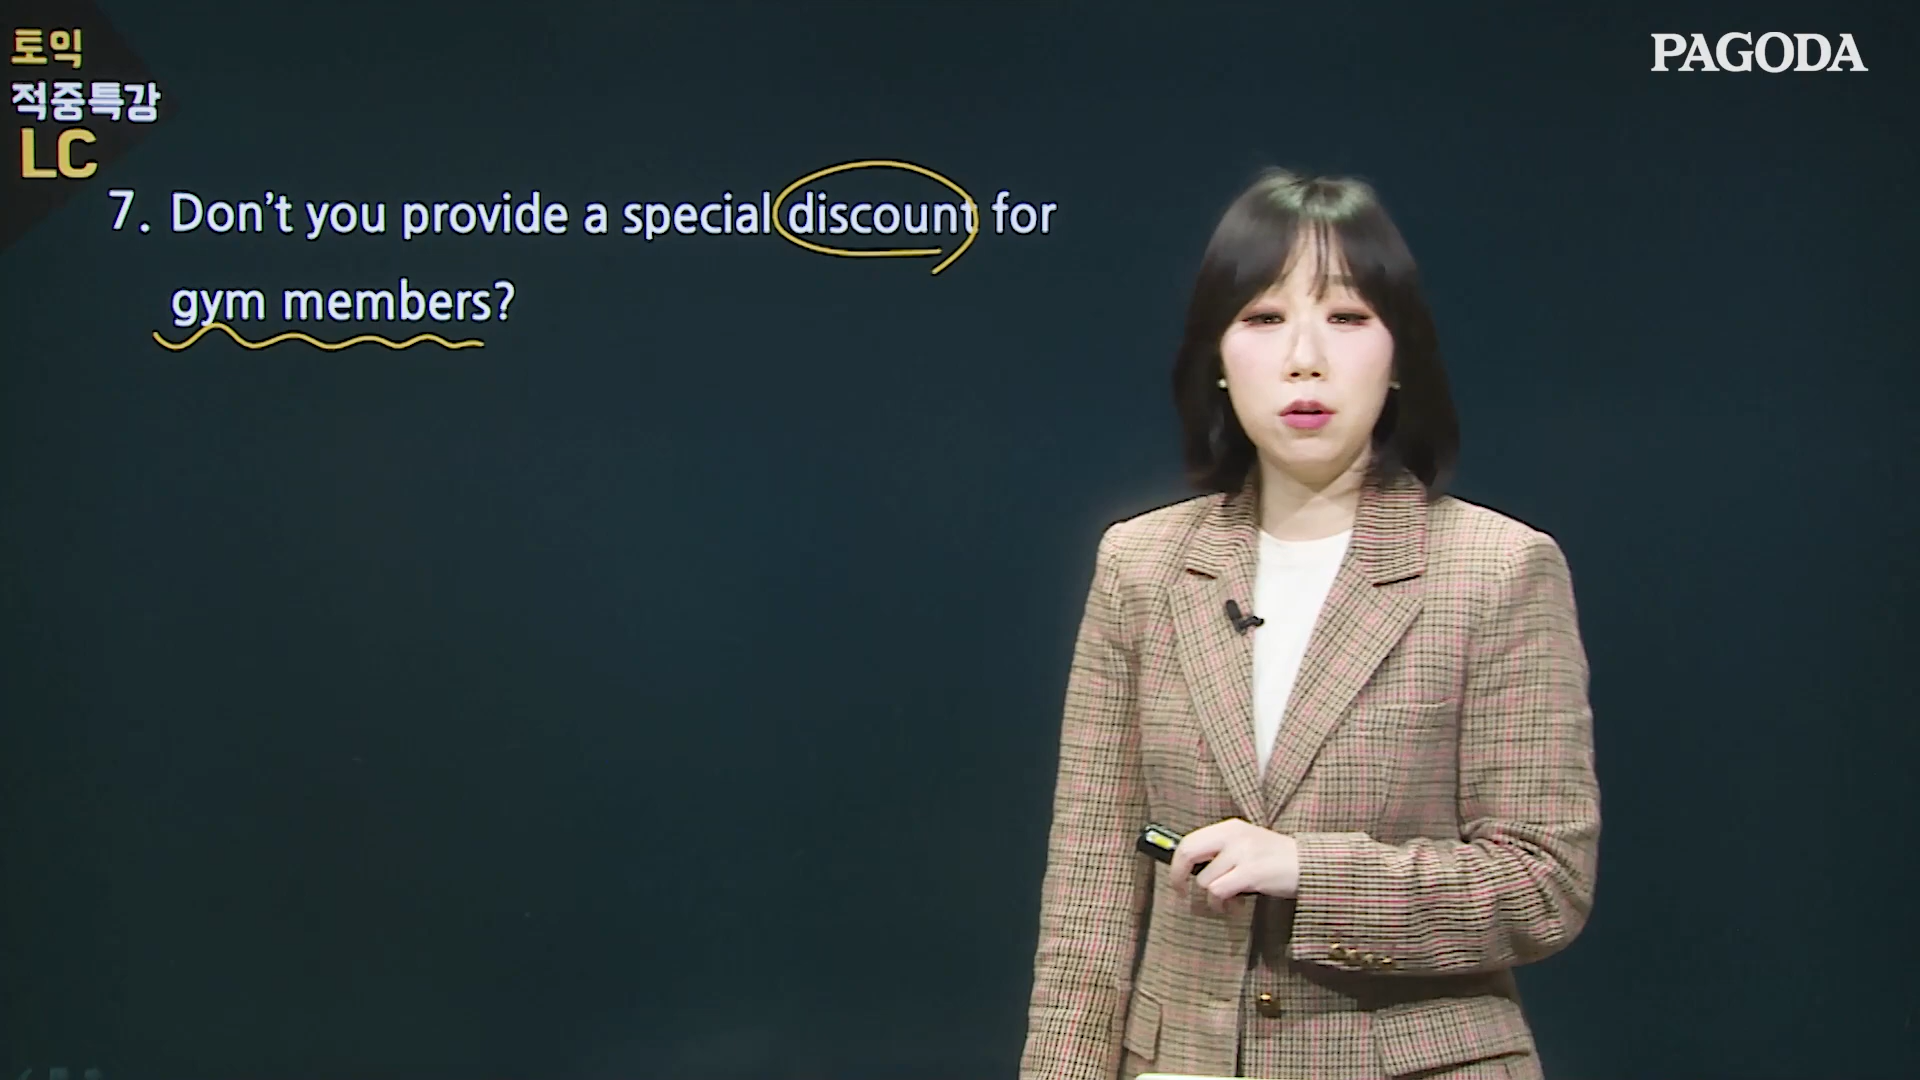 토익
적중특강
LC
PAGODA
7. Don't you provide a special discount for
gym members?